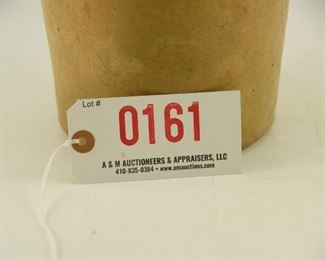 Lot #
0161
A & M AUCTIONEERS & APPRAISERS, LLC
410-835-0384 • www.amauctions.com